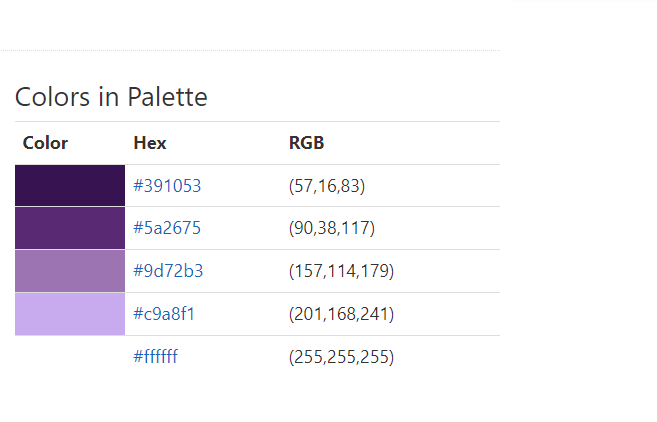 Colors in Palette
Color Hex RGB
#391053 (57,16,83)
#5a2675 (90,38,117)
#9d72b3 (157,114,179)
#c9a8f1 (201,168,241)
#ffffff (255,255,255)